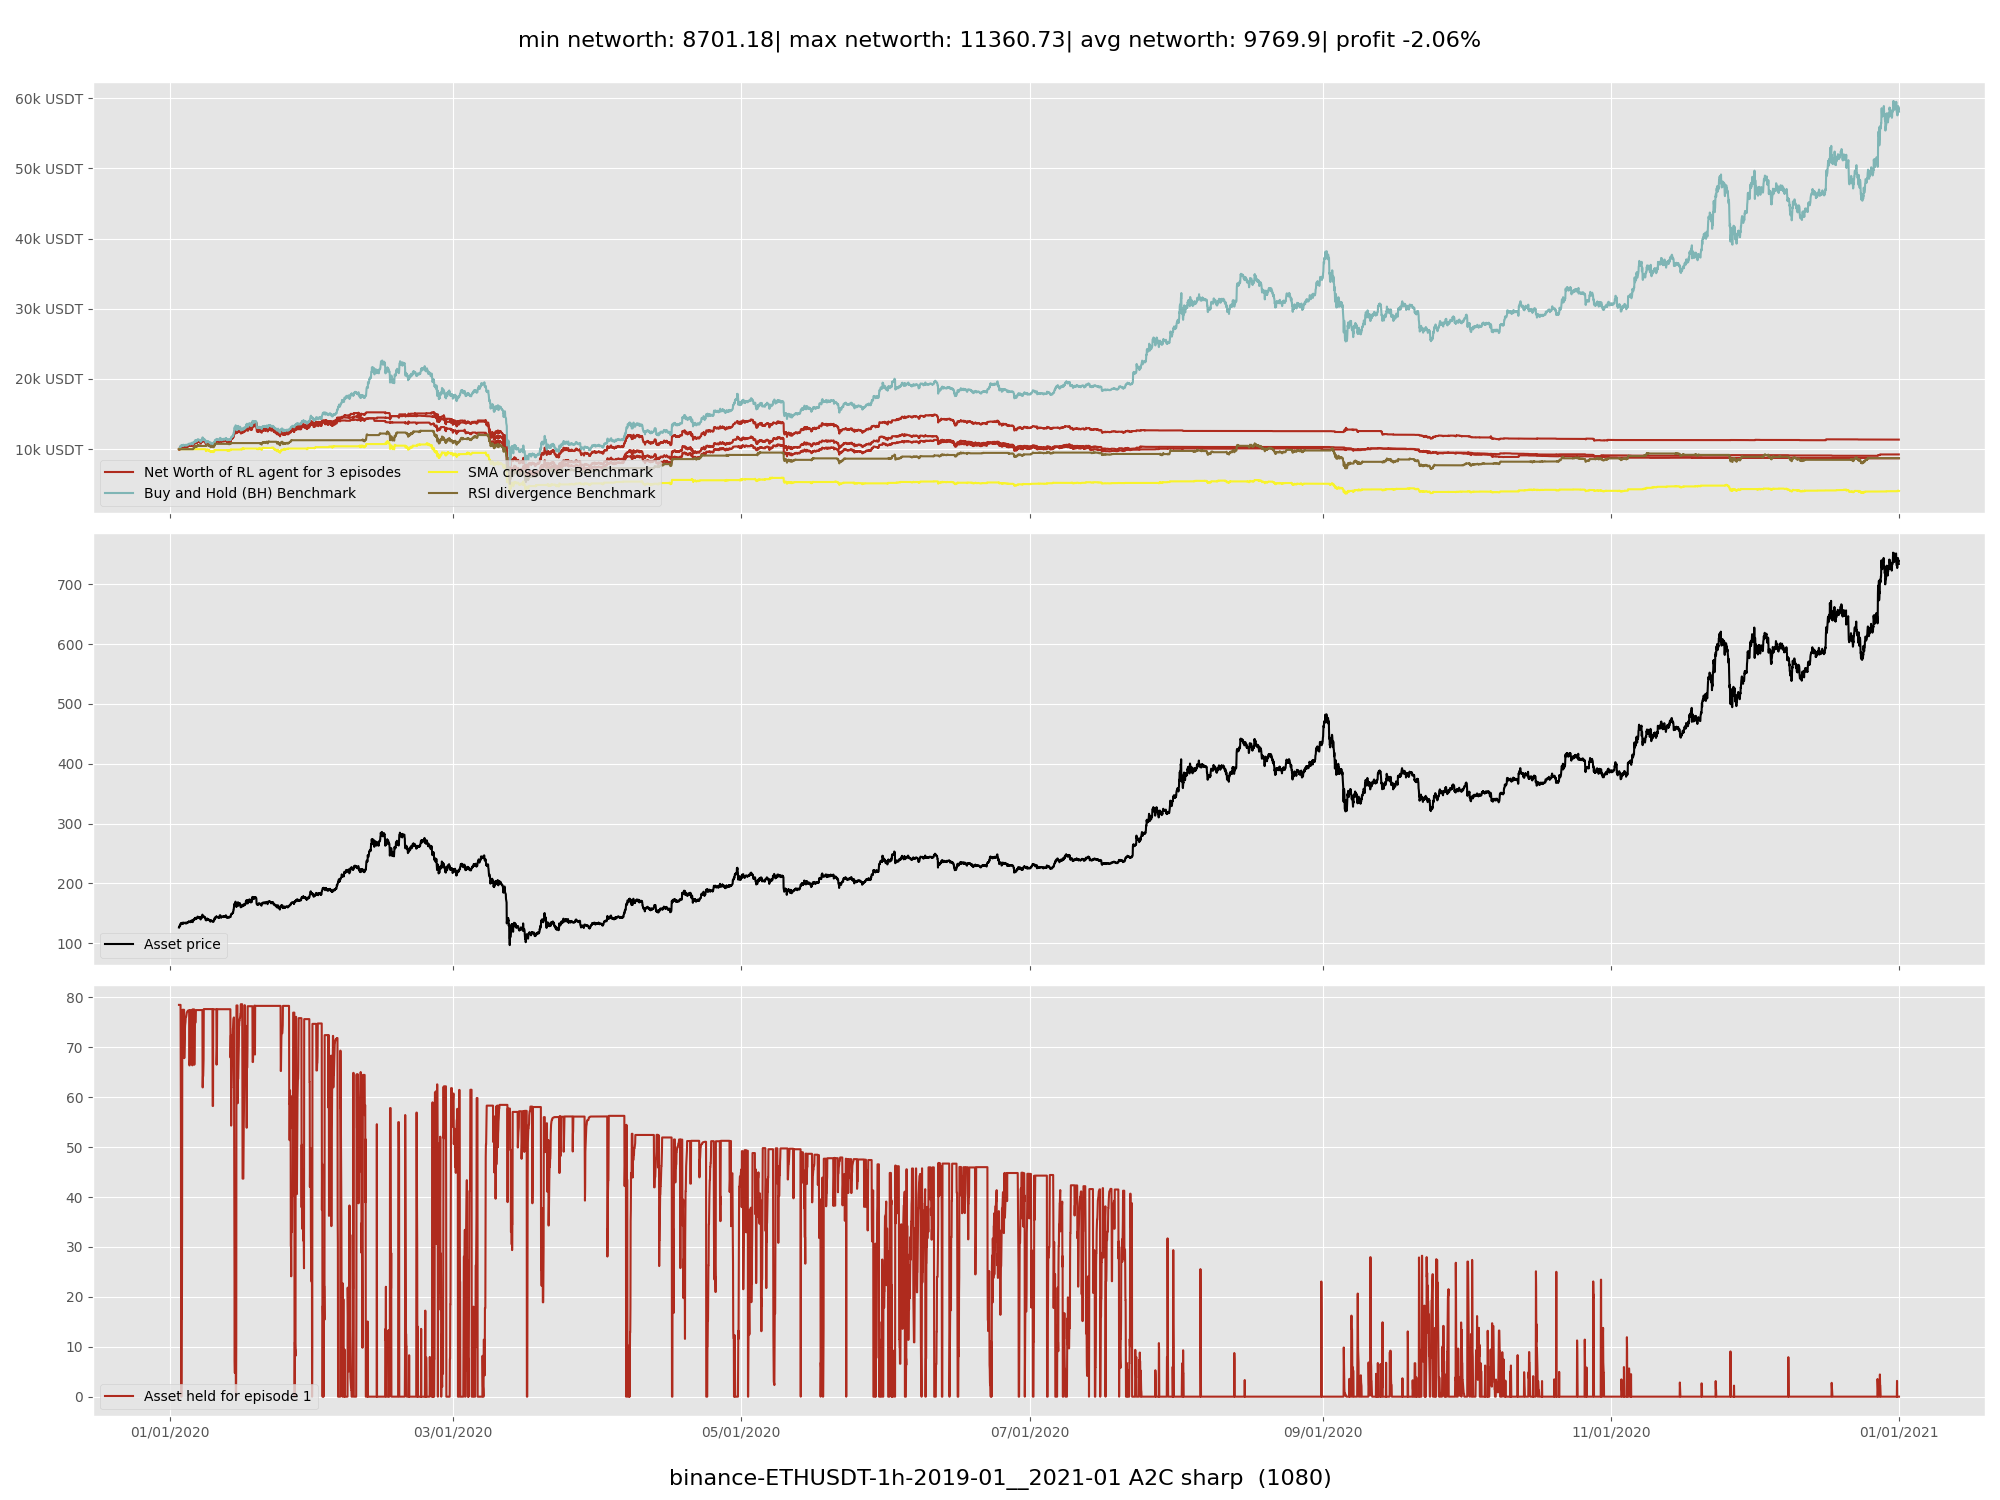 min networth: 8701.18| max networth: 11360.73| avg networth: 9769.9| profit -2.06%
60k USDT
50k USDT
40k USDT
30k USDT
20k USDT
10k USDT
Net Worth of RL agent for 3 episodes
Buy and Hold (BH) Benchmark
SMA crossover Benchmark
RSI divergence Benchmark
700
600
500
400
300
200
100
Asset price
80
70
60
50
40
30
20
10
0
Asset held for episode 1
01/01/2020 03/01/2020 05/01/2020 07/01/2020 09/01/2020 11/01/2020 01/01/2021
binance-ETHUSDT-1h-2019-01__2021-01 A2C sharp (1080)